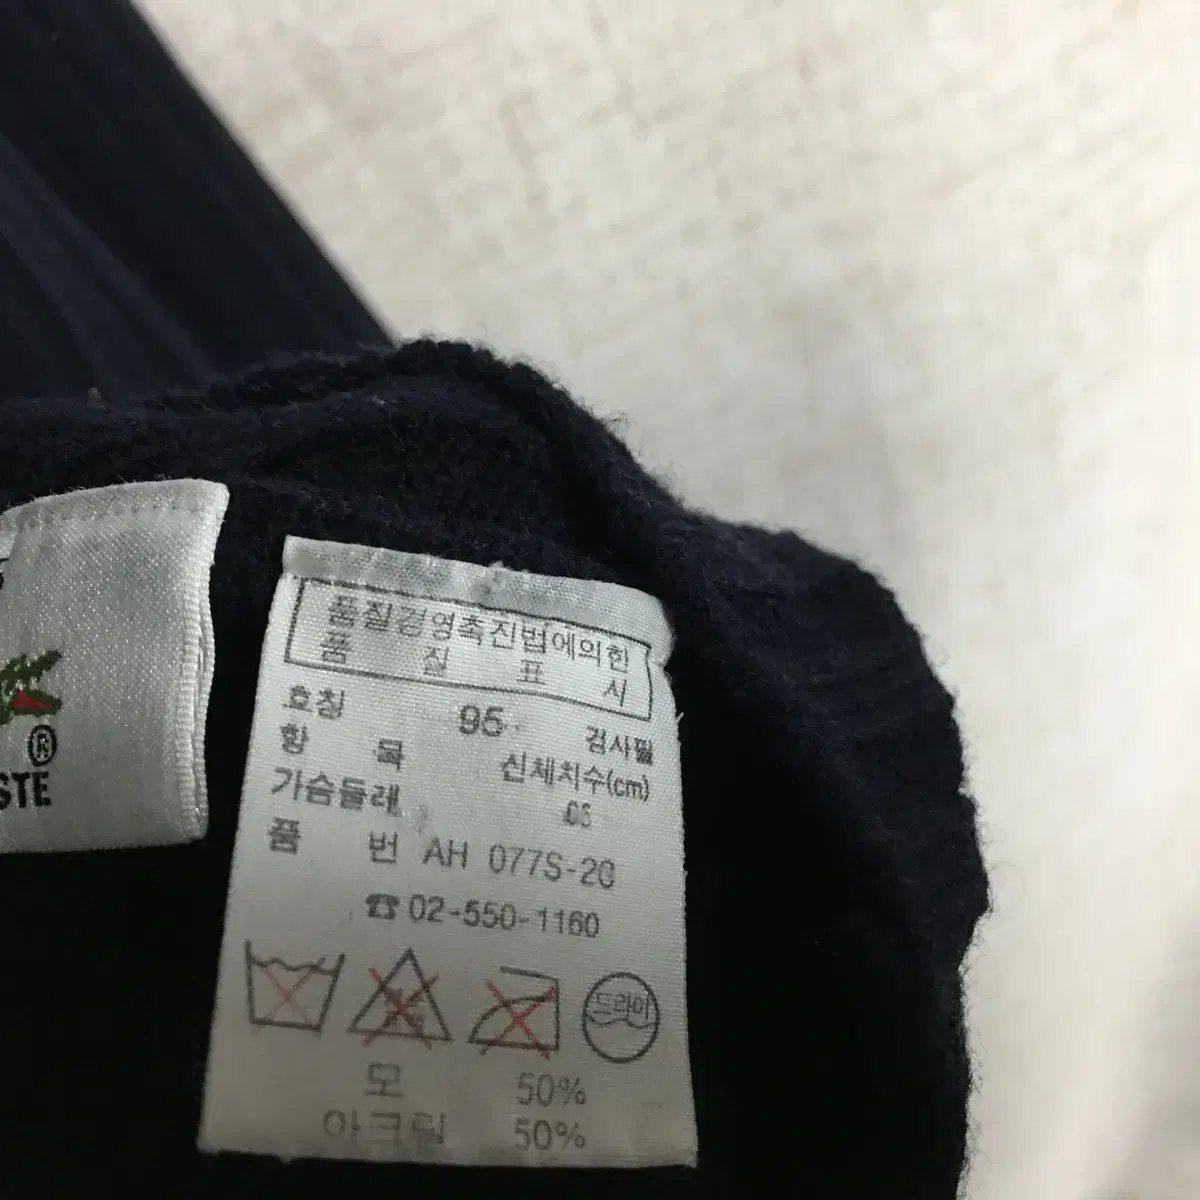 품질경영촉진법에의한
품 질 표 시
호칭 95 검사필
항 목 신체치수(cm)
가슴둘레
품 번 AH 077S-20
☎ 02-550-1160
드라이
모 50%
아크릴 50%
®
STE